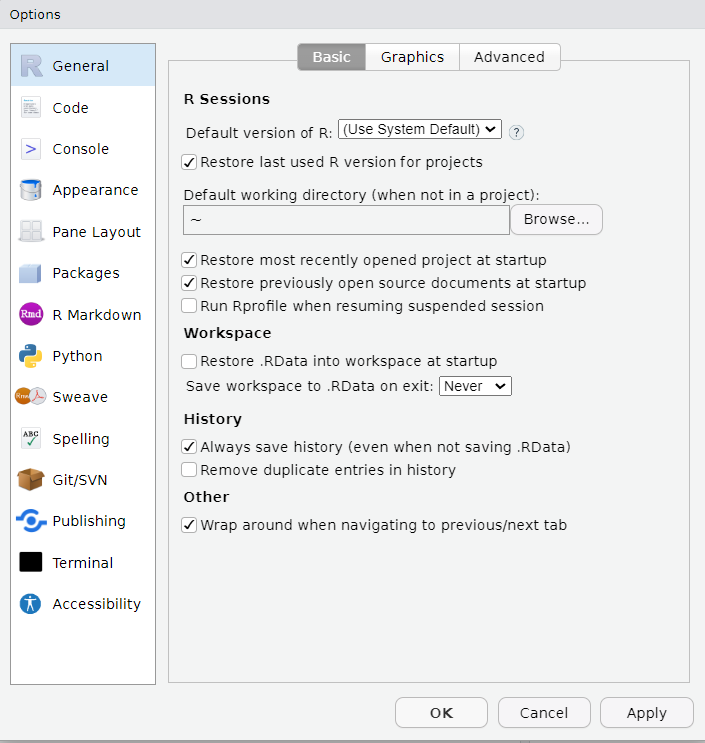 Options
General
Code
Console
Appearance
Pane Layout
Packages
R Markdown
Python
Sweave
Spelling
Git/SVN
Publishing
Terminal
Accessibility
R
>
Rmd
ABC
Basic Graphics Advanced
R Sessions
Default version of R: (Use System Default) ?
Restore last used R version for projects
Default working directory (when not in a project):
~ Browse...
Restore most recently opened project at startup
Restore previously open source documents at startup
Run Rprofile when resuming suspended session
Workspace
Restore .RData into workspace at startup
Save workspace to .RData on exit: Never
History
Always save history (even when not saving .RData)
Remove duplicate entries in history
Other
Wrap around when navigating to previous/next tab
OK Cancel Apply